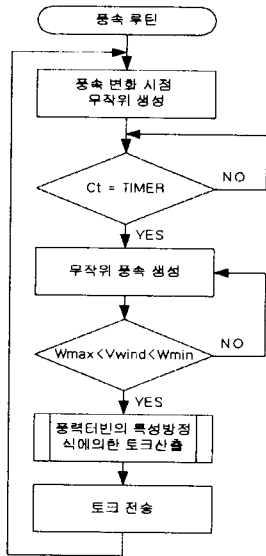 풍속 루틴
풍속 변화 시점
무작위 생성
Ct = TIMER
NO
YES
무작위 풍속 생성
Wmax<Vwind<Wmin
NO
YES
풍력터빈의 특성방정
식에의한 토크산출
토크 전송